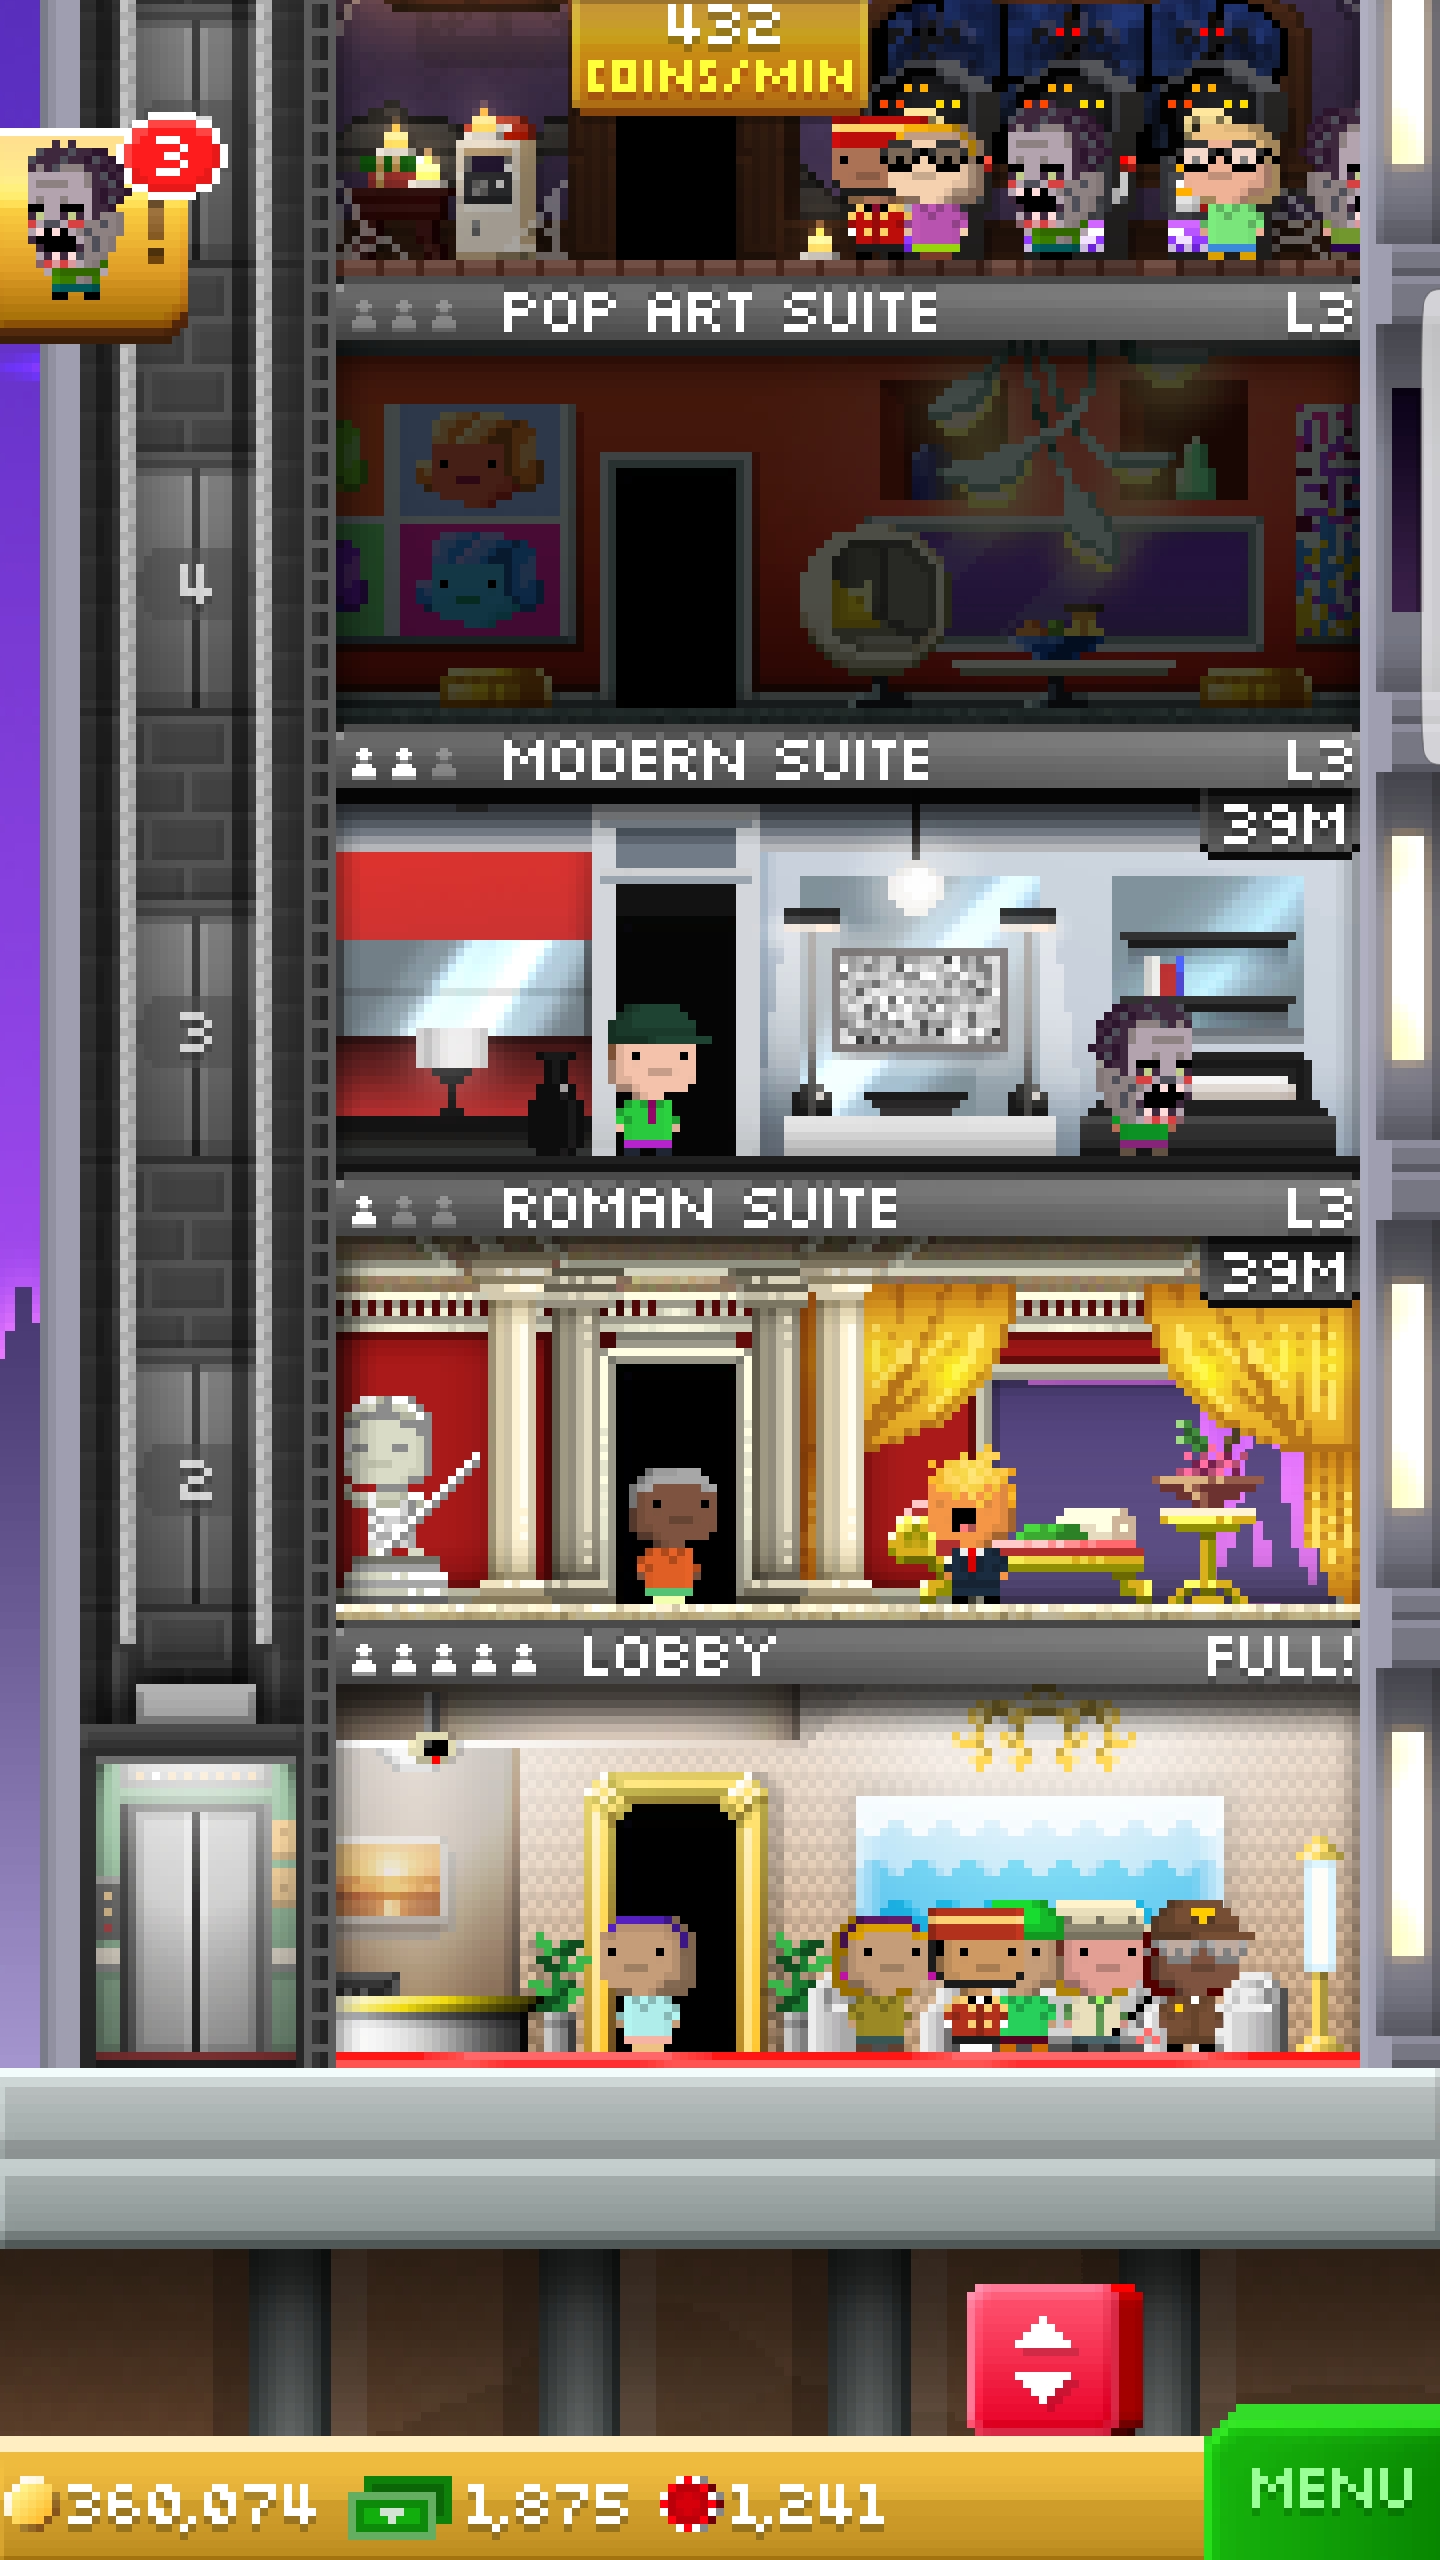 432
COINS/MIN
3
!
POP ART SUITE L3
4
MODERN SUITE L3
39M
3
ROMAN SUITE L3
39M
2
LOBBY FULL!
360,074 1,875 1,241
MENU